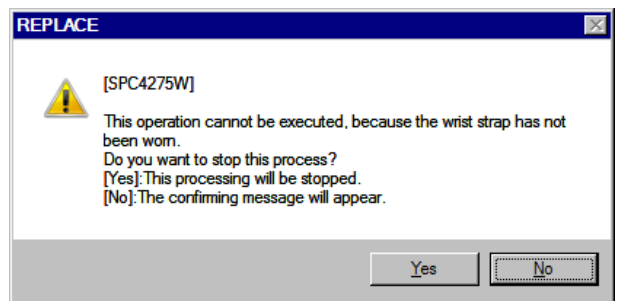 REPLACE
[SPC4275W]
This operation cannot be executed, because the wrist strap has not
been worn.
Do you want to stop this process?
[Yes]:This processing will be stopped.
[No]:The confirming message will appear.
Yes
No